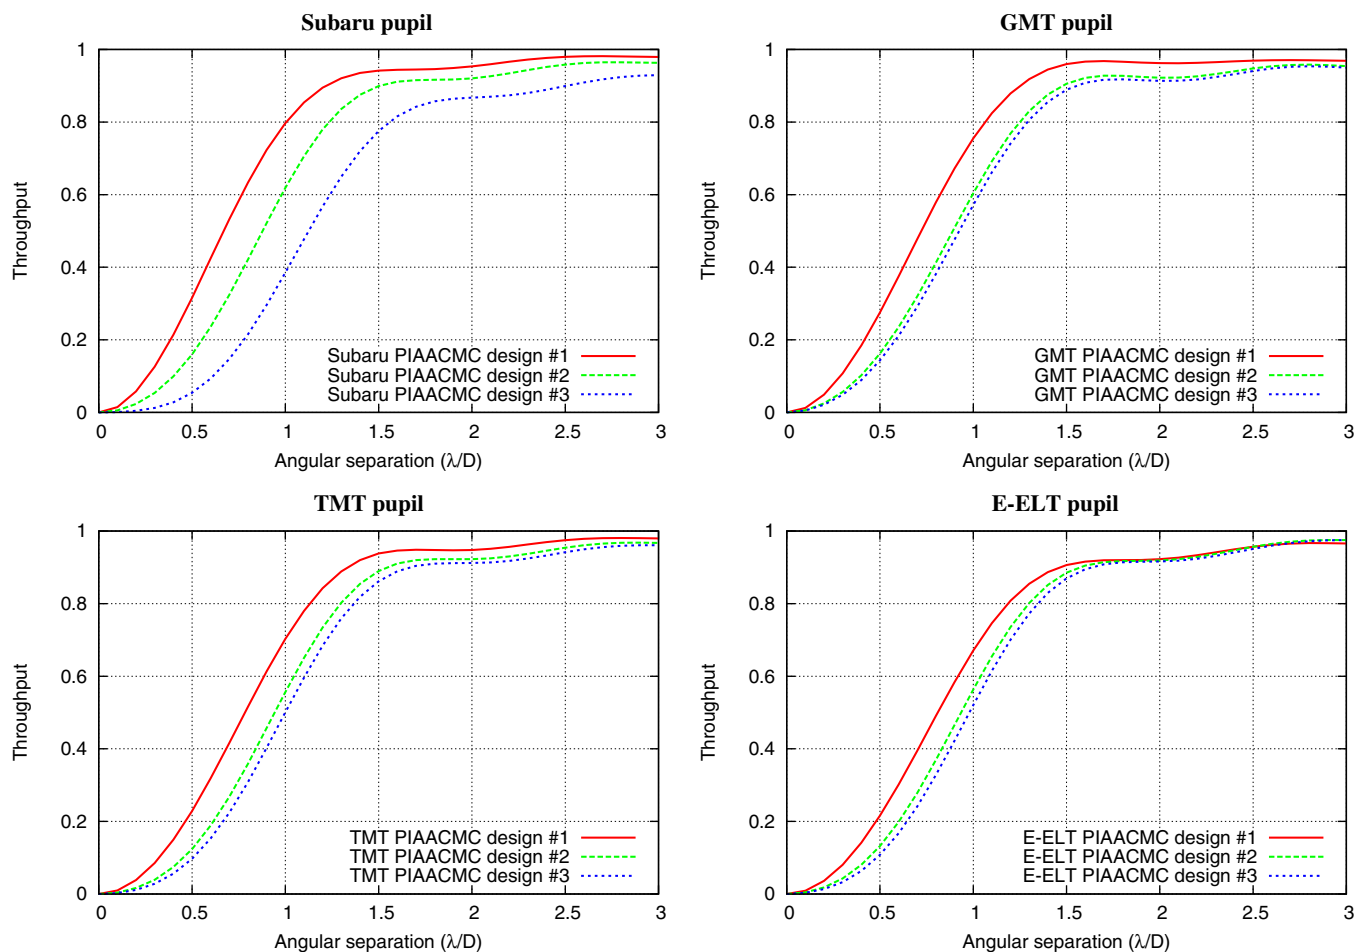 Subaru pupil
1
0.8
0.6
0.4
0.2
0
Throughput
Subaru PIAACMC design #1
Subaru PIAACMC design #2
Subaru PIAACMC design #3
0 0.5 1 1.5 2 2.5 3
Angular separation (λ/D)
GMT pupil
1
0.8
0.6
0.4
0.2
0
Throughput
GMT PIAACMC design #1
GMT PIAACMC design #2
GMT PIAACMC design #3
0 0.5 1 1.5 2 2.5 3
Angular separation (λ/D)
TMT pupil
1
0.8
0.6
0.4
0.2
0
Throughput
TMT PIAACMC design #1
TMT PIAACMC design #2
TMT PIAACMC design #3
0 0.5 1 1.5 2 2.5 3
Angular separation (λ/D)
E-ELT pupil
1
0.8
0.6
0.4
0.2
0
Throughput
E-ELT PIAACMC design #1
E-ELT PIAACMC design #2
E-ELT PIAACMC design #3
0 0.5 1 1.5 2 2.5 3
Angular separation (λ/D)